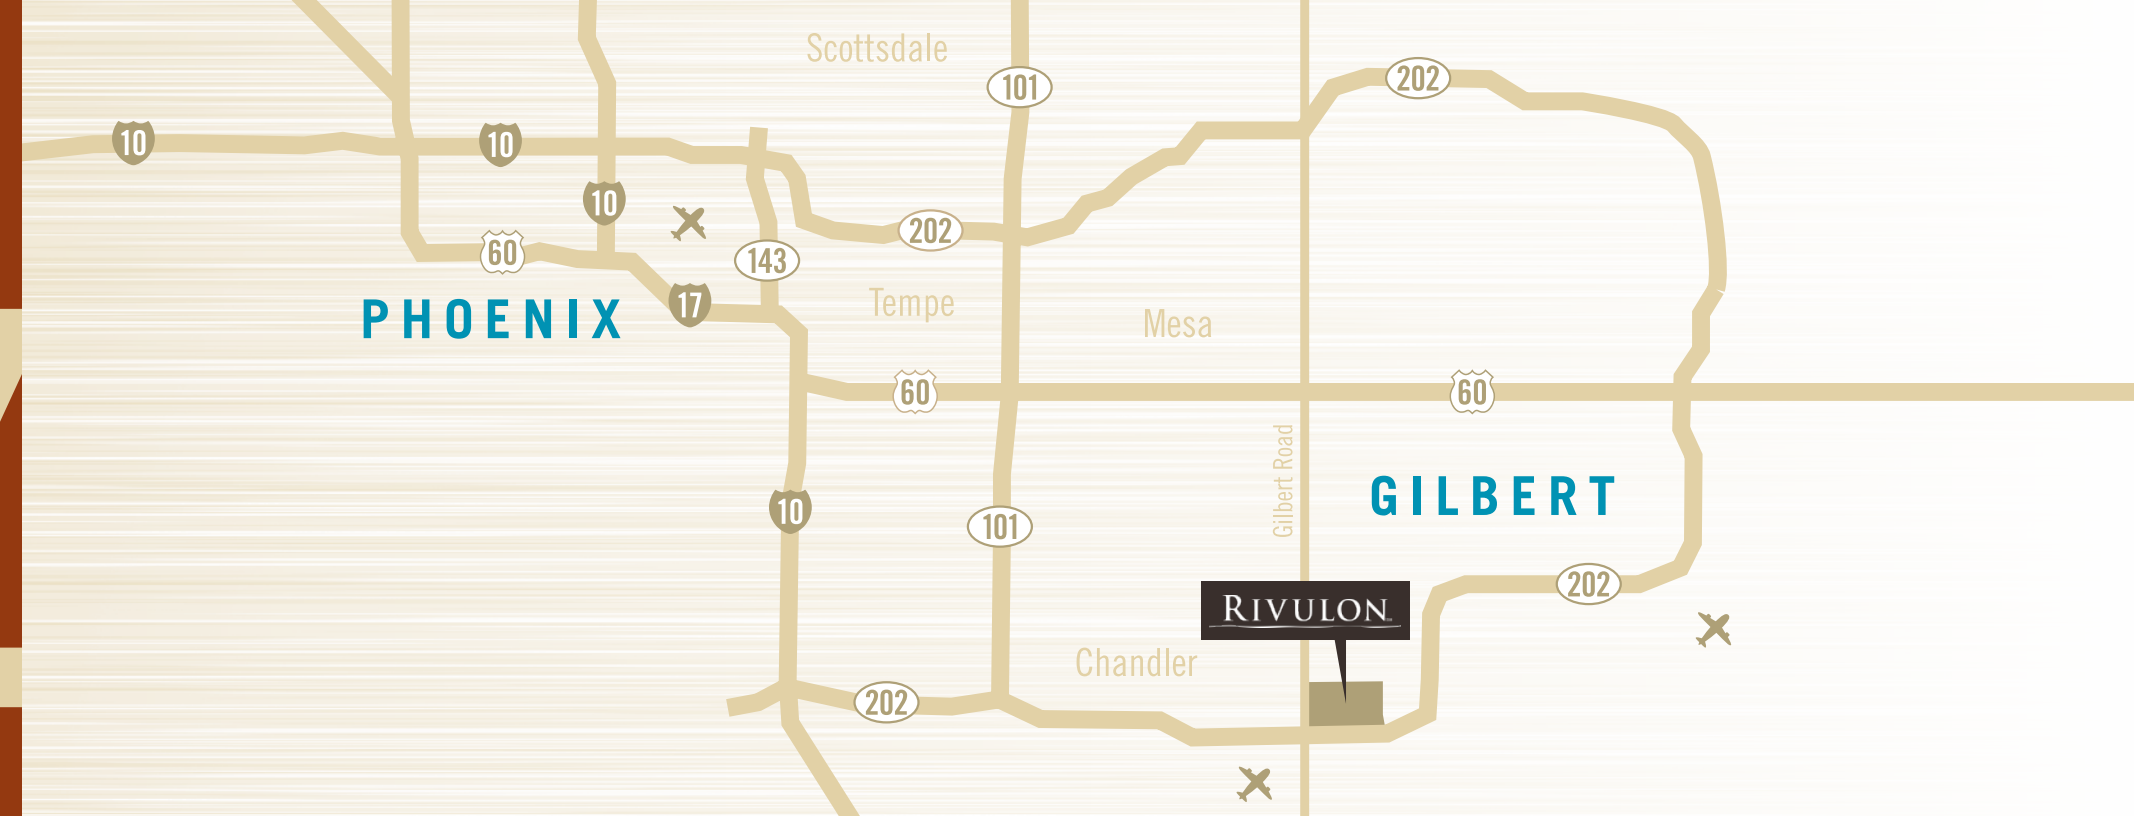 Scottsdale
202
101
10
10
10
202
60
143
17
PHOENIX
Tempe
Mesa
60
60
Gilbert Road
GILBERT
10
101
202
RIVULON
Chandler
202